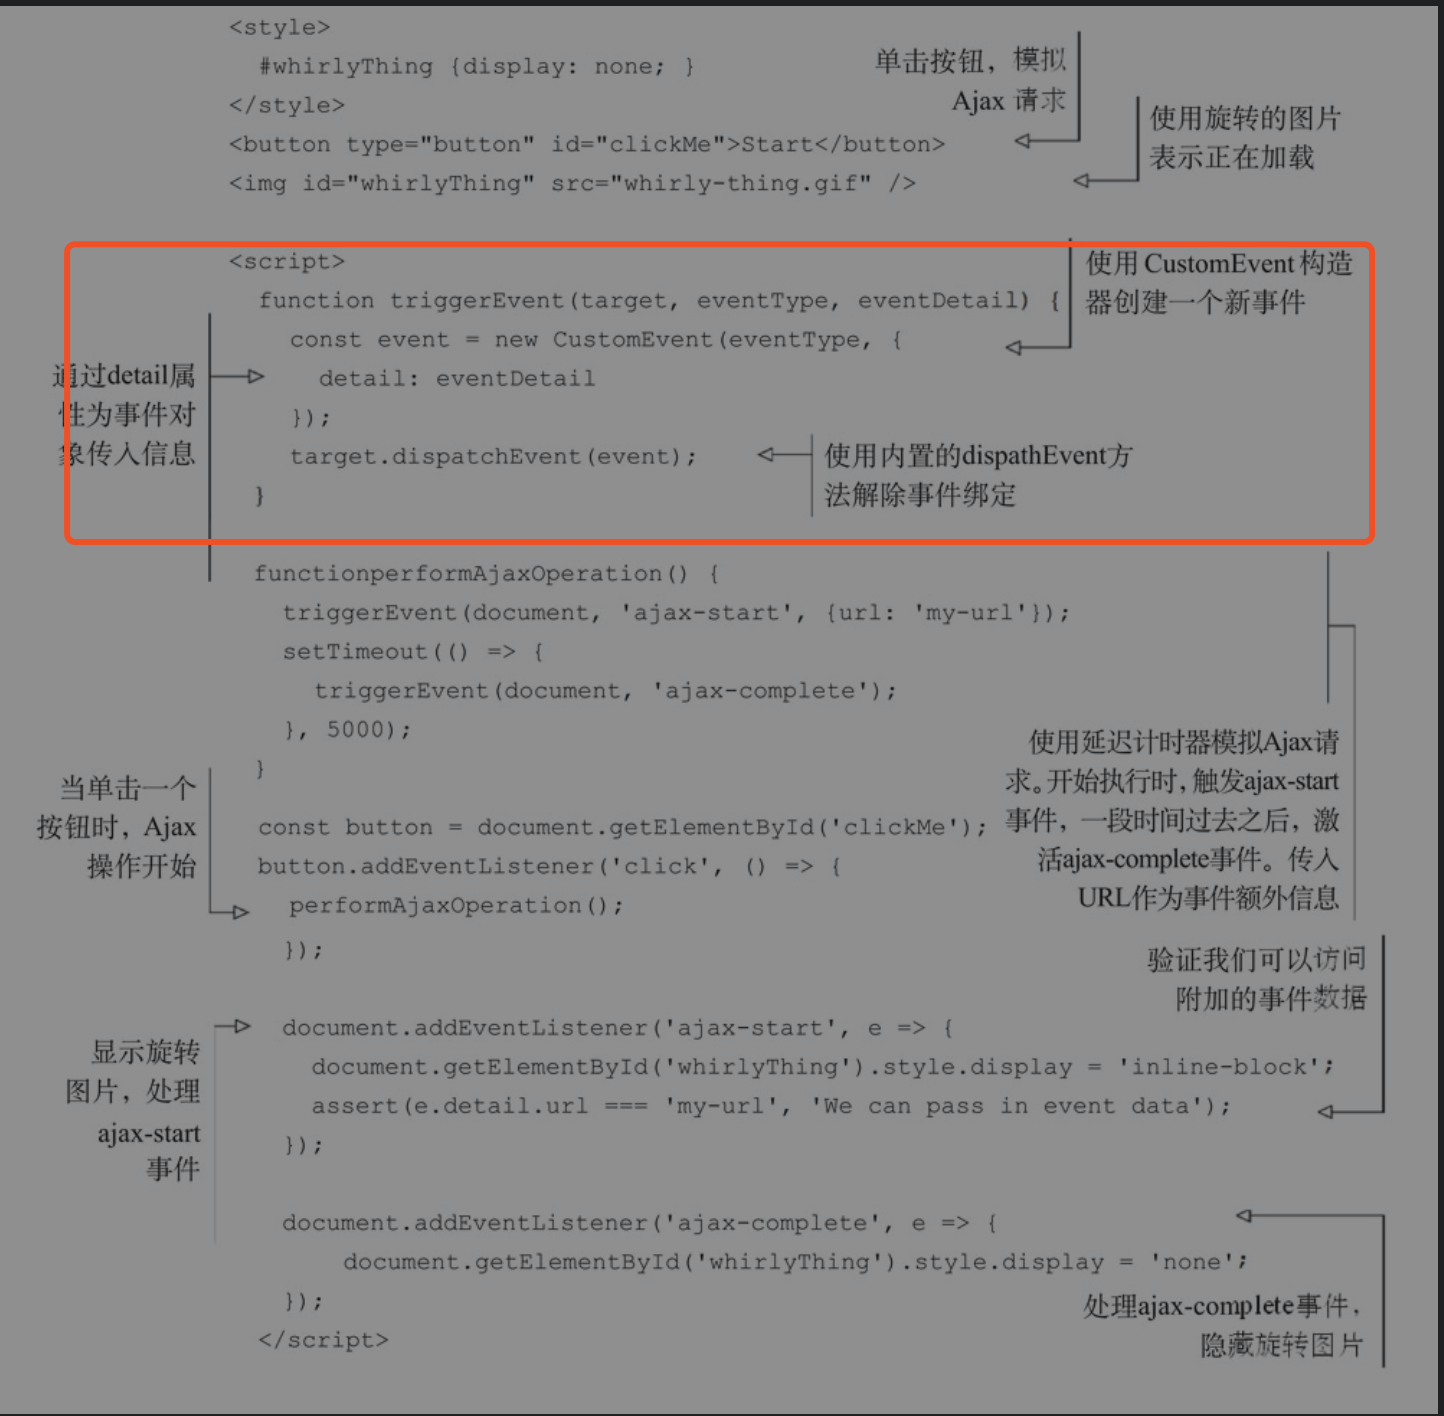 <style>
#whirlyThing {display: none; }
</style>
<button type="button" id="clickMe">Start</button>
<img id="whirlyThing" src="whirly-thing.gif" />
单击按钮，模拟
Ajax 请求
使用旋转的图片
表示正在加载
<script>
function triggerEvent(target, eventType, eventDetail) {
const event = new CustomEvent(eventType, {
detail: eventDetail
});
target.dispatchEvent(event);
}
使用 CustomEvent 构造
器创建一个新事件
通过detail属
性为事件对
象传入信息
使用内置的dispathEvent方
法解除事件绑定
functionperformAjaxOperation() {
triggerEvent(document, 'ajax-start', {url: 'my-url'});
setTimeout(() => {
triggerEvent(document, 'ajax-complete');
}, 5000);
}
使用延迟计时器模拟Ajax请
求。开始执行时，触发ajax-start
事件，一段时间过去之后，激
活ajax-complete事件。传入
URL作为事件额外信息
当单击一个
按钮时，Ajax
操作开始
const button = document.getElementById('clickMe');
button.addEventListener('click', () => {
performAjaxOperation();
});
验证我们可以访问
附加的事件数据
显示旋转
图片，处理
ajax-start
事件
document.addEventListener('ajax-start', e => {
document.getElementById('whirlyThing').style.display = 'inline-block';
assert(e.detail.url === 'my-url', 'We can pass in event data');
});
document.addEventListener('ajax-complete', e => {
document.getElementById('whirlyThing').style.display = 'none';
});
</script>
处理ajax-complete事件，
隐藏旋转图片